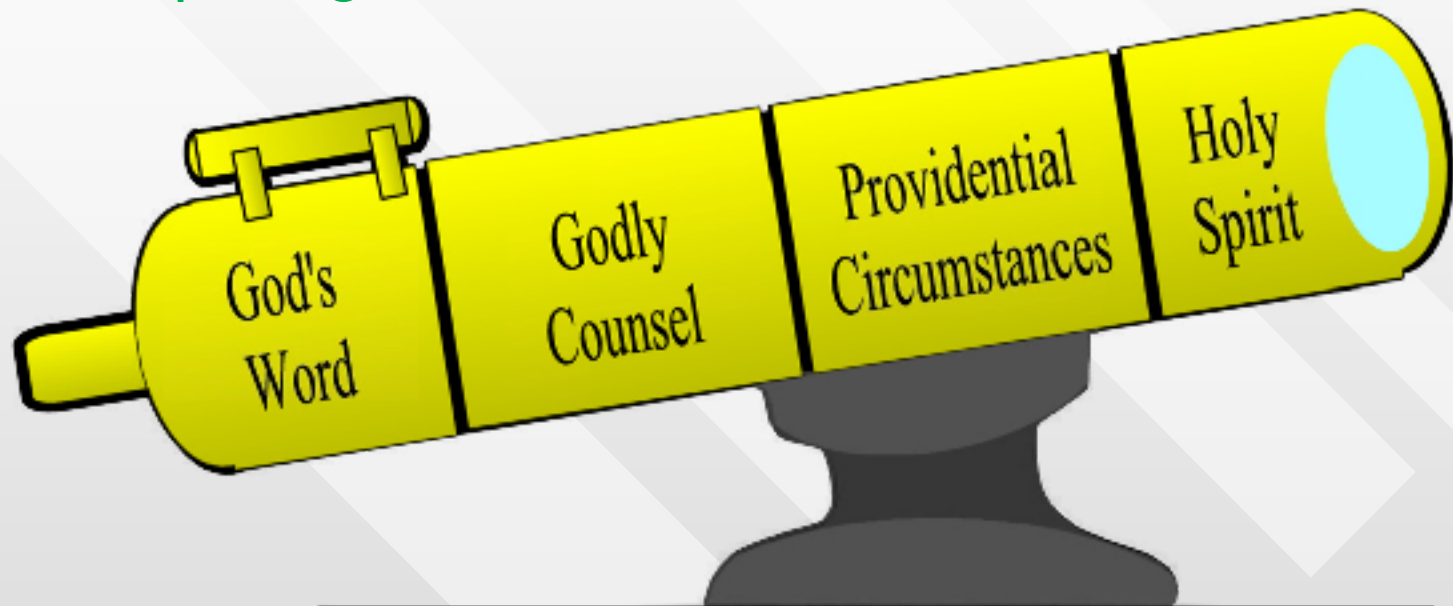 God's
Word
Godly
Counsel
Providential
Circumstances
Holy
Spirit